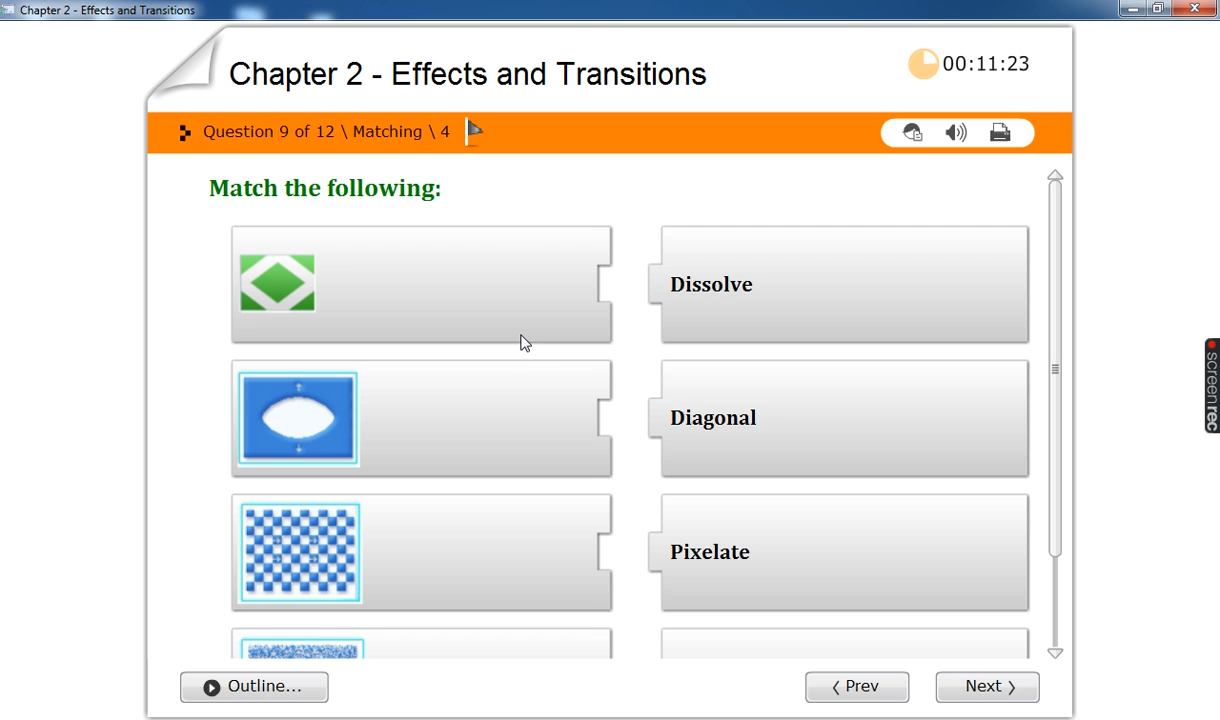 Chapter 2 - Effects and Transitions
Chapter 2 - Effects and Transitions
00:11:23
Question 9 of 12 \ Matching \ 4
Match the following:
Dissolve
Diagonal
Pixelate
Outline...
Prev
Next
screenrec